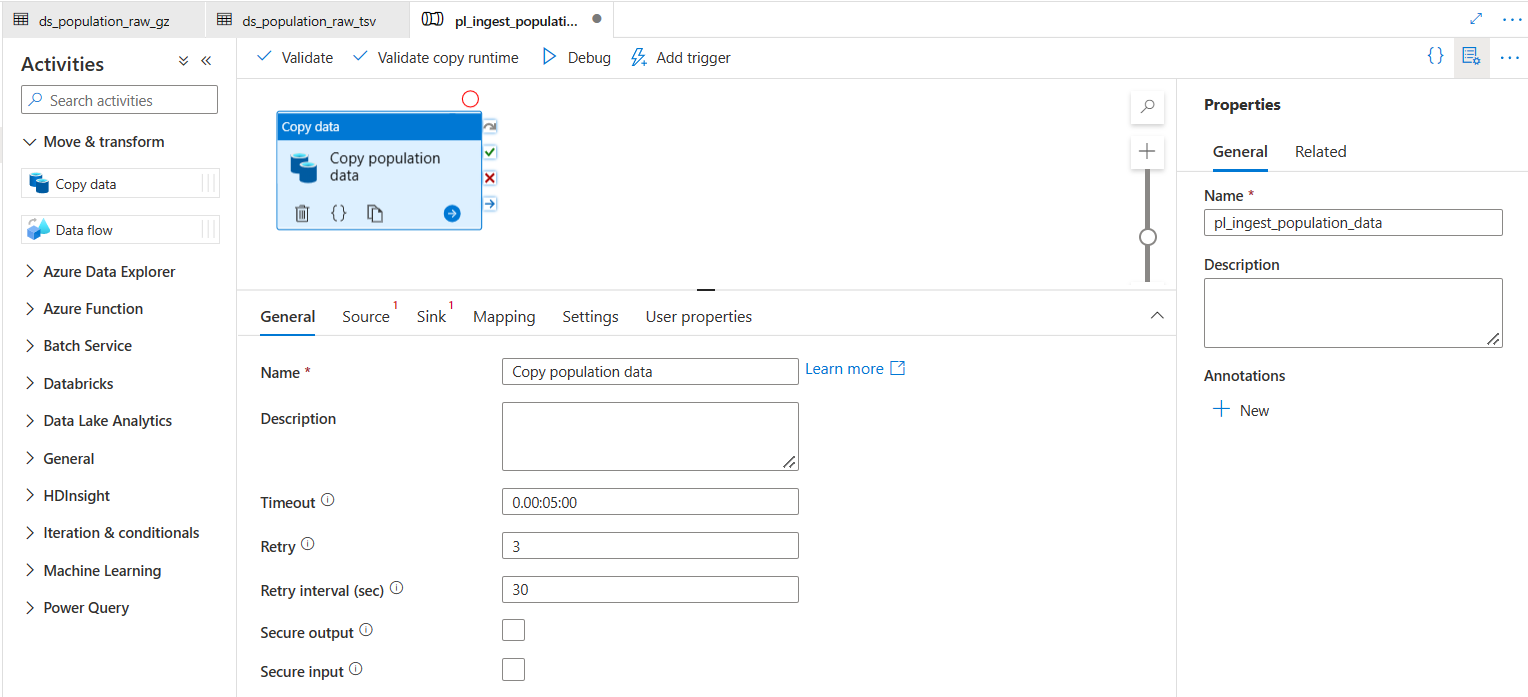 ds_population_raw_gz
ds_population_raw_tsv
pl_ingest_populati...
Activities
Validate
Validate copy runtime
Debug
Add trigger
Search activities
Move & transform
Copy data
Data flow
Azure Data Explorer
Azure Function
Batch Service
Databricks
Data Lake Analytics
General
HDInsight
Iteration & conditionals
Machine Learning
Power Query
Copy data
Copy population
data
General
Source 1
Sink 1
Mapping
Settings
User properties
Name *
Copy population data
Learn more
Description
Timeout
0.00:05:00
Retry
3
Retry interval (sec)
30
Secure output
Secure input
Properties
General
Related
Name *
pl_ingest_population_data
Description
Annotations
New